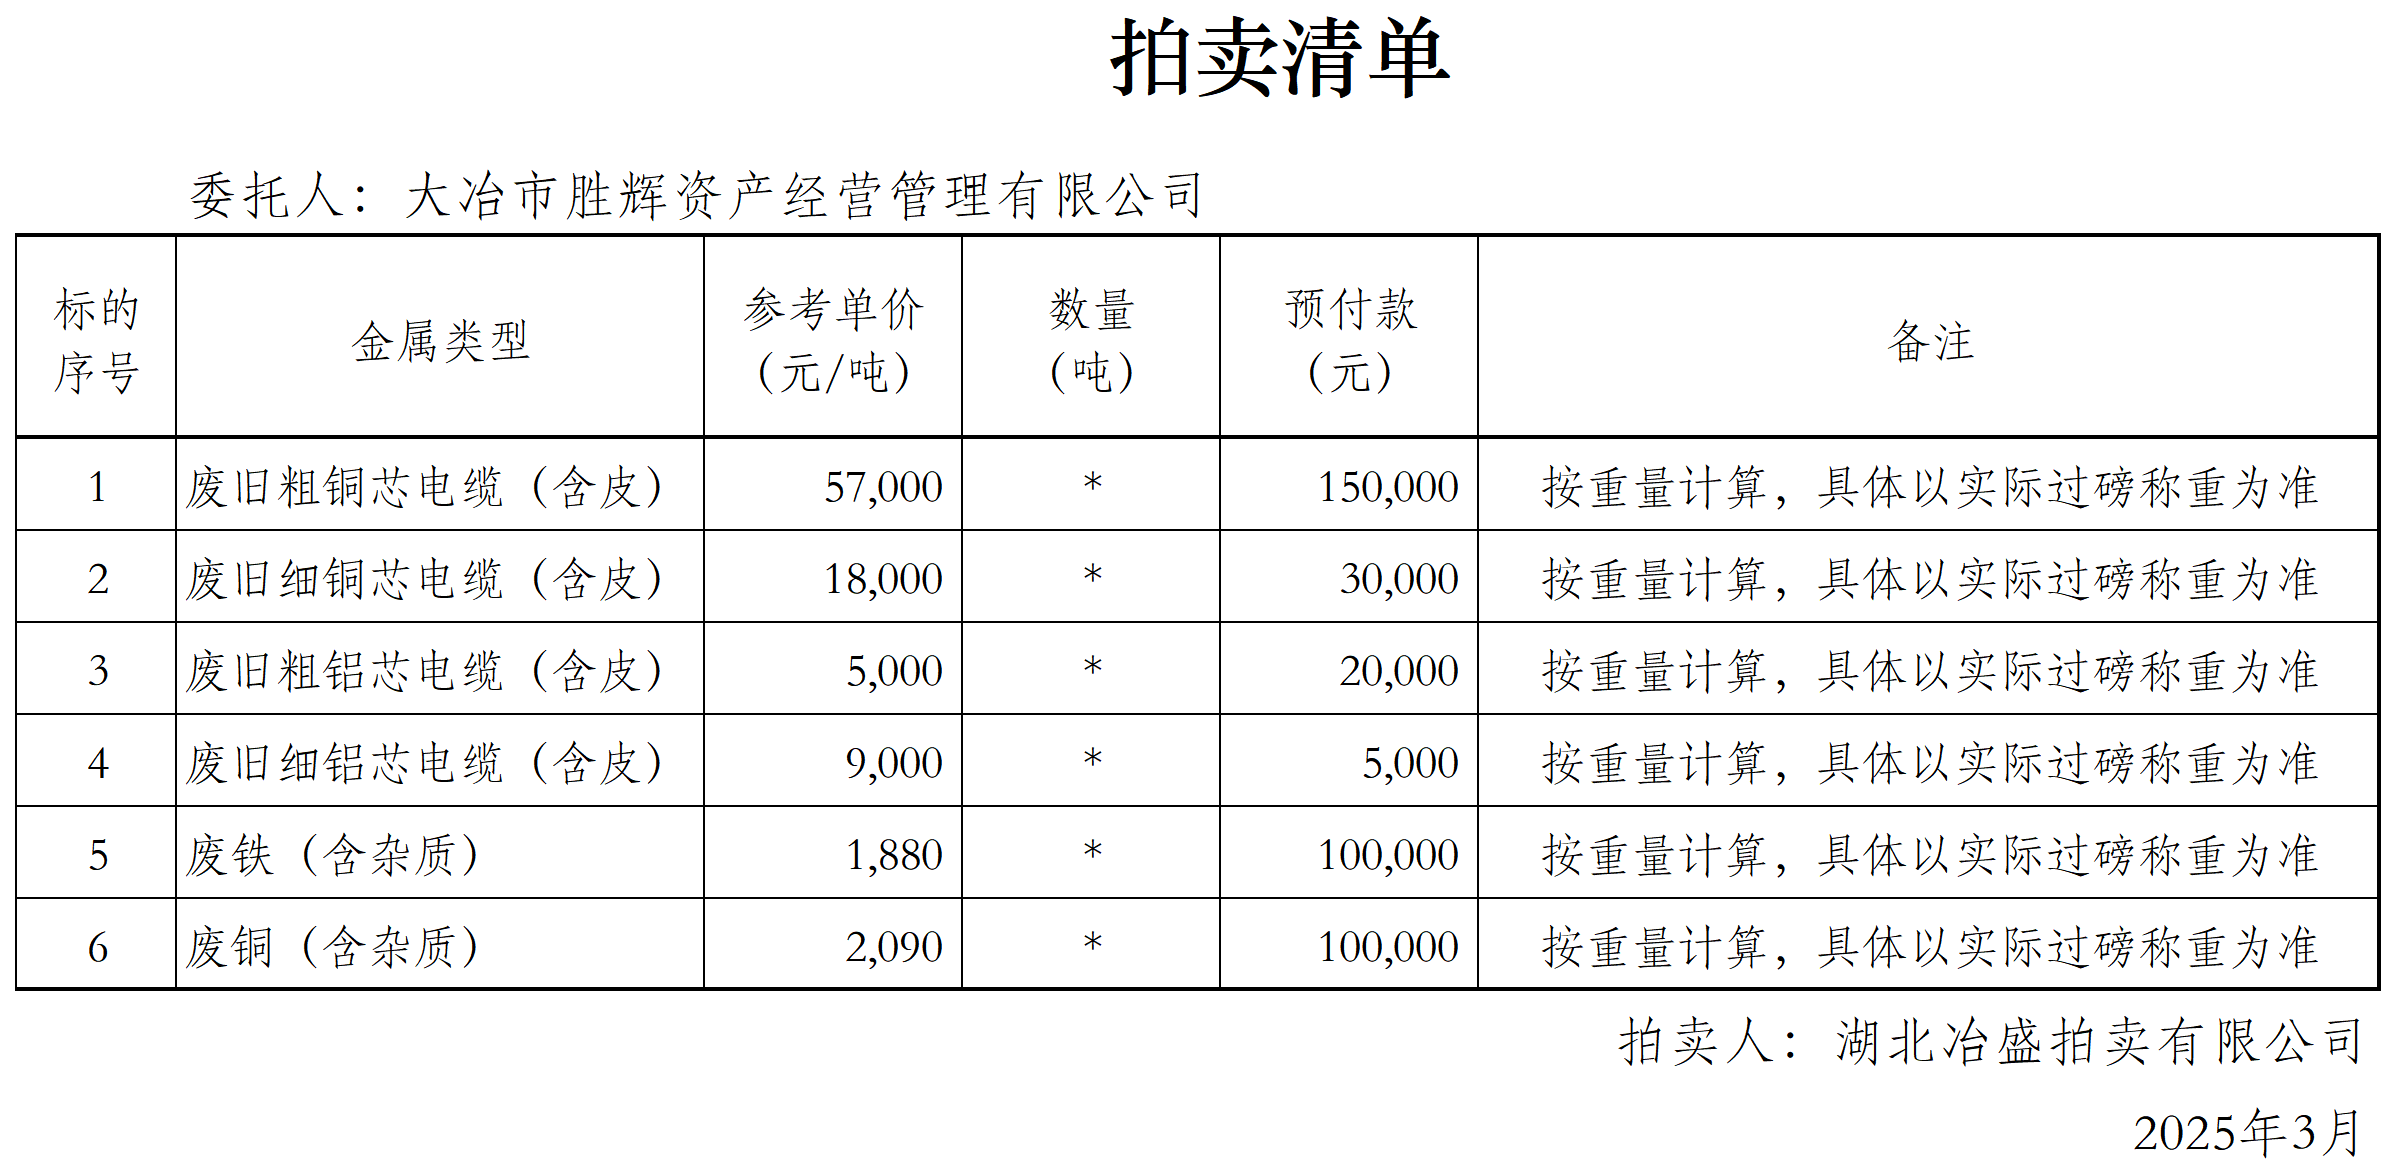 拍卖清单
委托人：大冶市胜辉资产经营管理有限公司
标的序号 金属类型 参考单价（元/吨） 数量（吨） 预付款（元） 备注
1 废旧粗铜芯电缆（含皮） 57,000 * 150,000 按重量计算，具体以实际过磅称重为准
2 废旧细铜芯电缆（含皮） 18,000 * 30,000 按重量计算，具体以实际过磅称重为准
3 废旧粗铝芯电缆（含皮） 5,000 * 20,000 按重量计算，具体以实际过磅称重为准
4 废旧细铝芯电缆（含皮） 9,000 * 5,000 按重量计算，具体以实际过磅称重为准
5 废铁（含杂质） 1,880 * 100,000 按重量计算，具体以实际过磅称重为准
6 废铜（含杂质） 2,090 * 100,000 按重量计算，具体以实际过磅称重为准
拍卖人：湖北冶盛拍卖有限公司
2025年3月